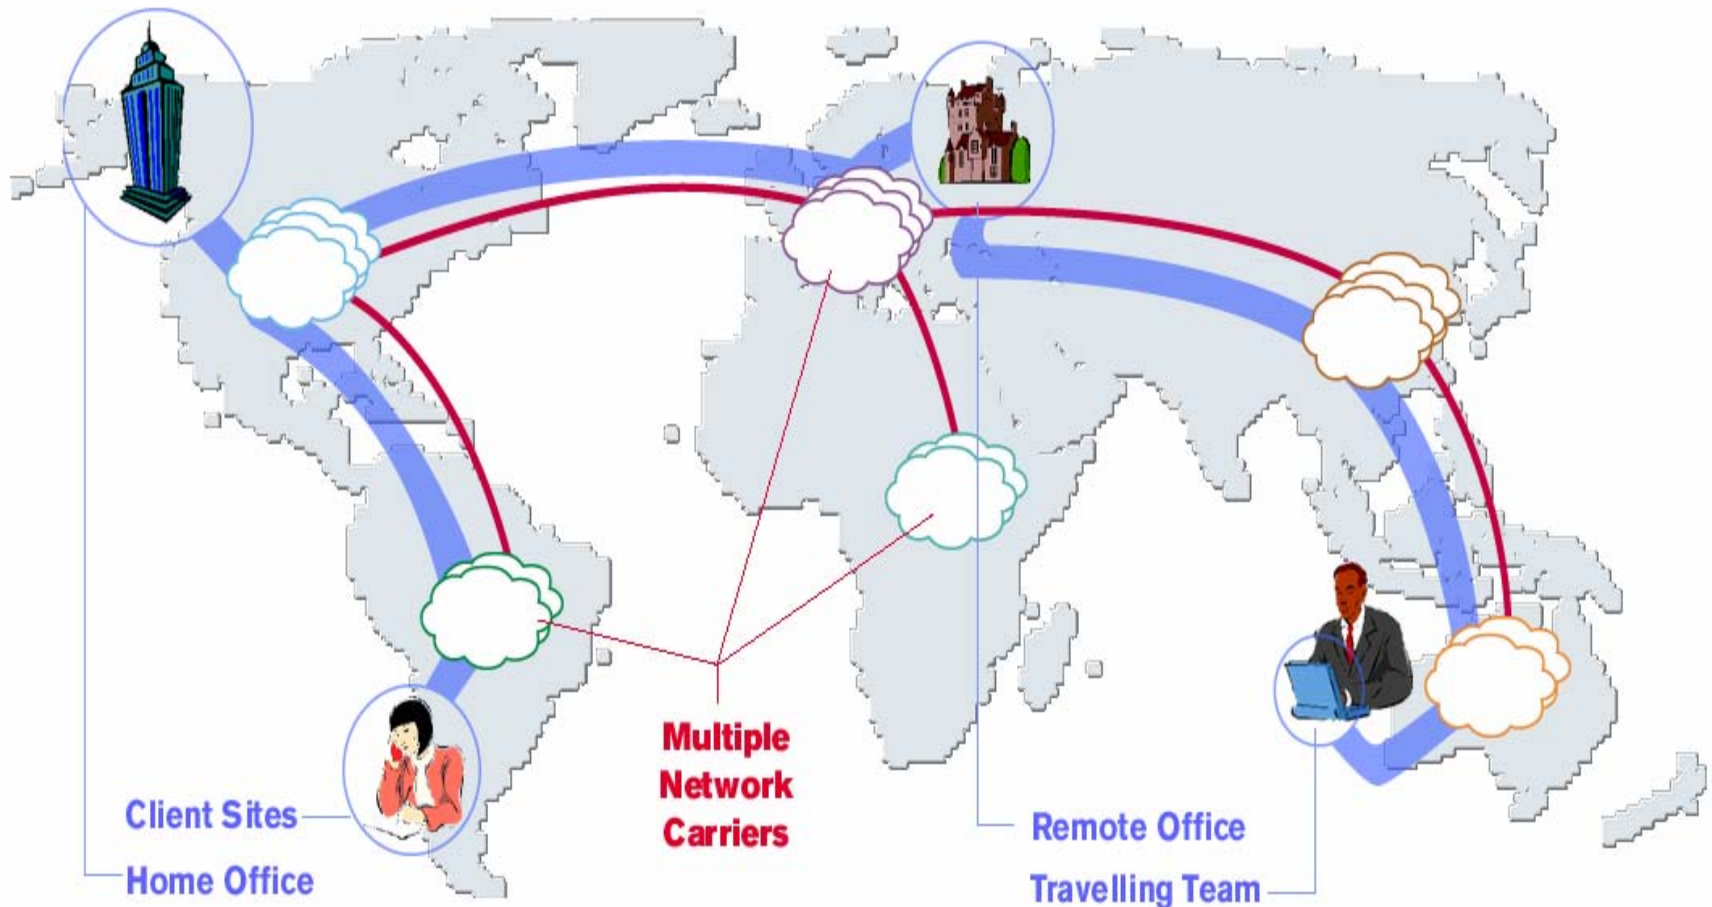 Client Sites
Home Office
Multiple
Network
Carriers
Remote Office
Travelling Team